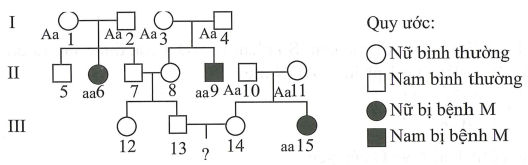 I
Aa 1 Aa 2 Aa 3 Aa 4
Quy ước:
Nữ bình thường
Nam bình thường
Nữ bị bệnh M
Nam bị bệnh M
II
5 aa6 7 8 aa9 Aa10 Aa11
III
12 13 ? 14 aa15